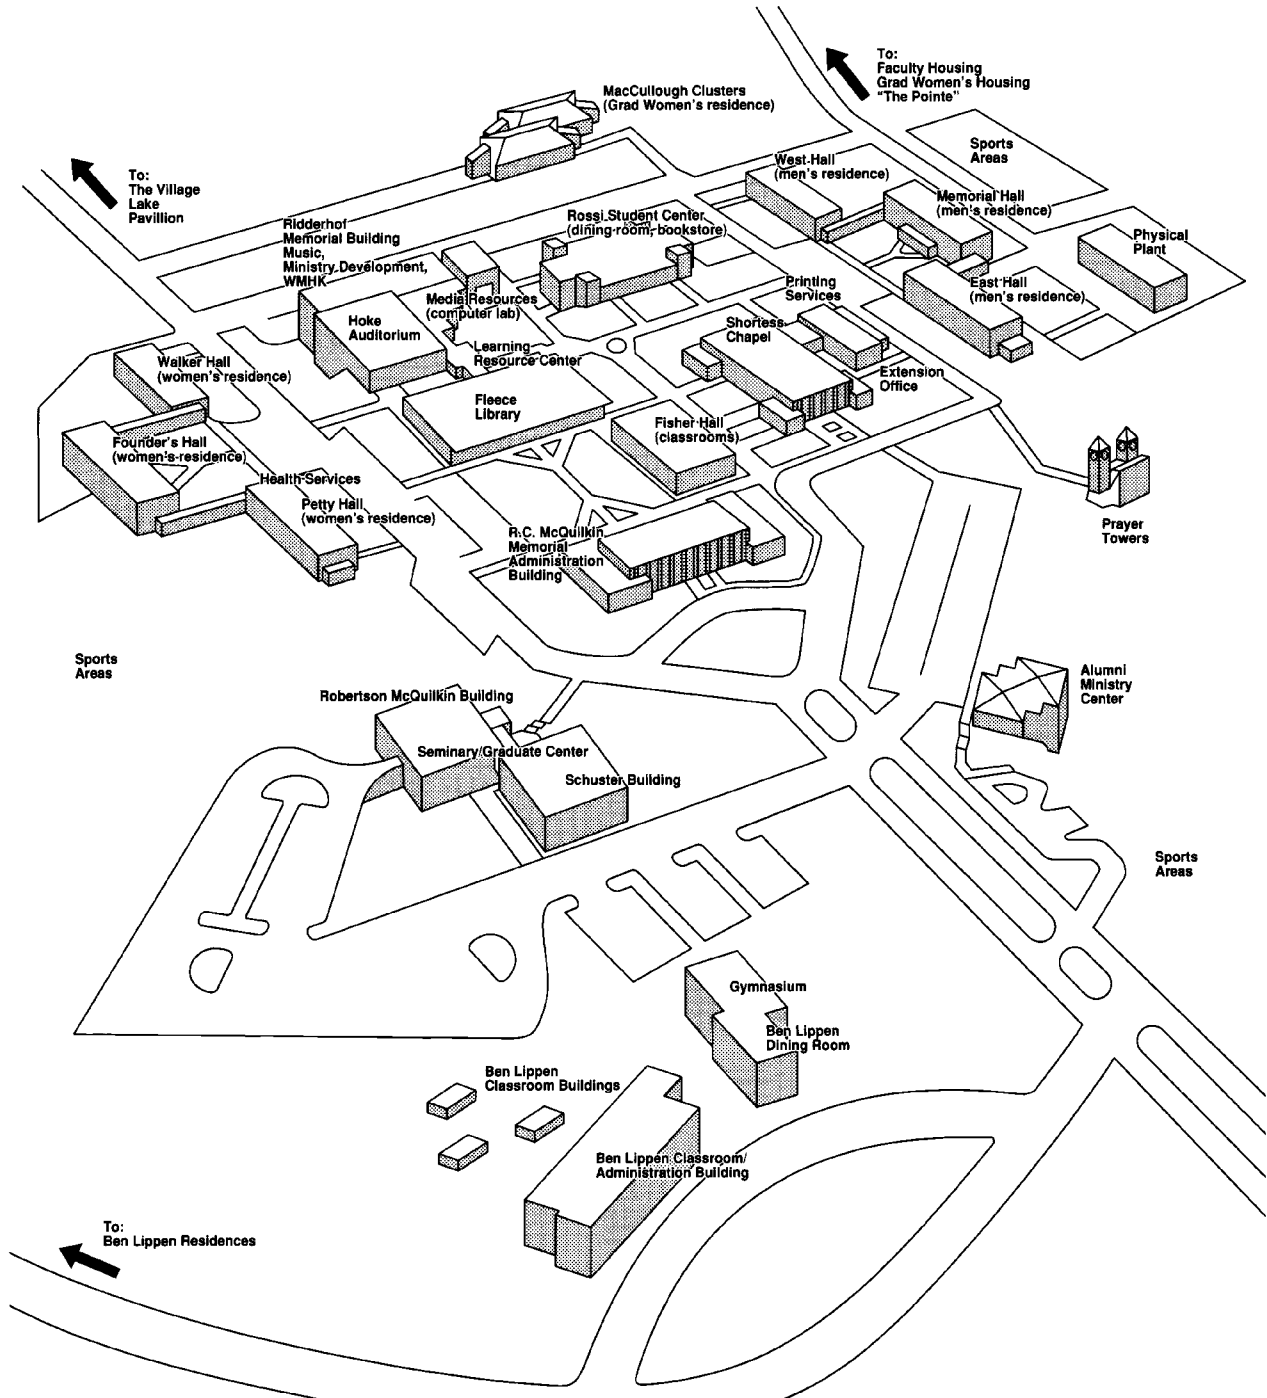 To:
Faculty Housing
Grad Women's Housing
"The Pointe"
MacCullough Clusters
(Grad Women's residence)
Sports
Areas
To:
The Village
Lake
Pavilion
West Hall
(men's residence)
Memorial Hall
(men's residence)
Ridderhof
Memorial Building
Music,
Ministry Development,
WMHK
Rossi Student Center
(dining room, bookstore)
Physical
Plant
East Hall
(men's residence)
Printing
Services
Media Resources
(computer lab)
Hoke
Auditorium
Shortess
Chapel
Learning
Resource Center
Walker Hall
(women's residence)
Extension
Office
Fleece
Library
Fisher Hall
(classrooms)
Founder's Hall
(women's residence)
Health Services
Petty Hall
(women's residence)
R.C. McQuilkin
Memorial
Administration
Building
Prayer
Towers
Sports
Areas
Alumni
Ministry
Center
Robertson McQuilkin Building
Seminary/Graduate Center
Schuster Building
Sports
Areas
Gymnasium
Ben Lippen
Dining Room
Ben Lippen
Classroom Buildings
Ben Lippen Classroom/
Administration Building
To:
Ben Lippen Residences